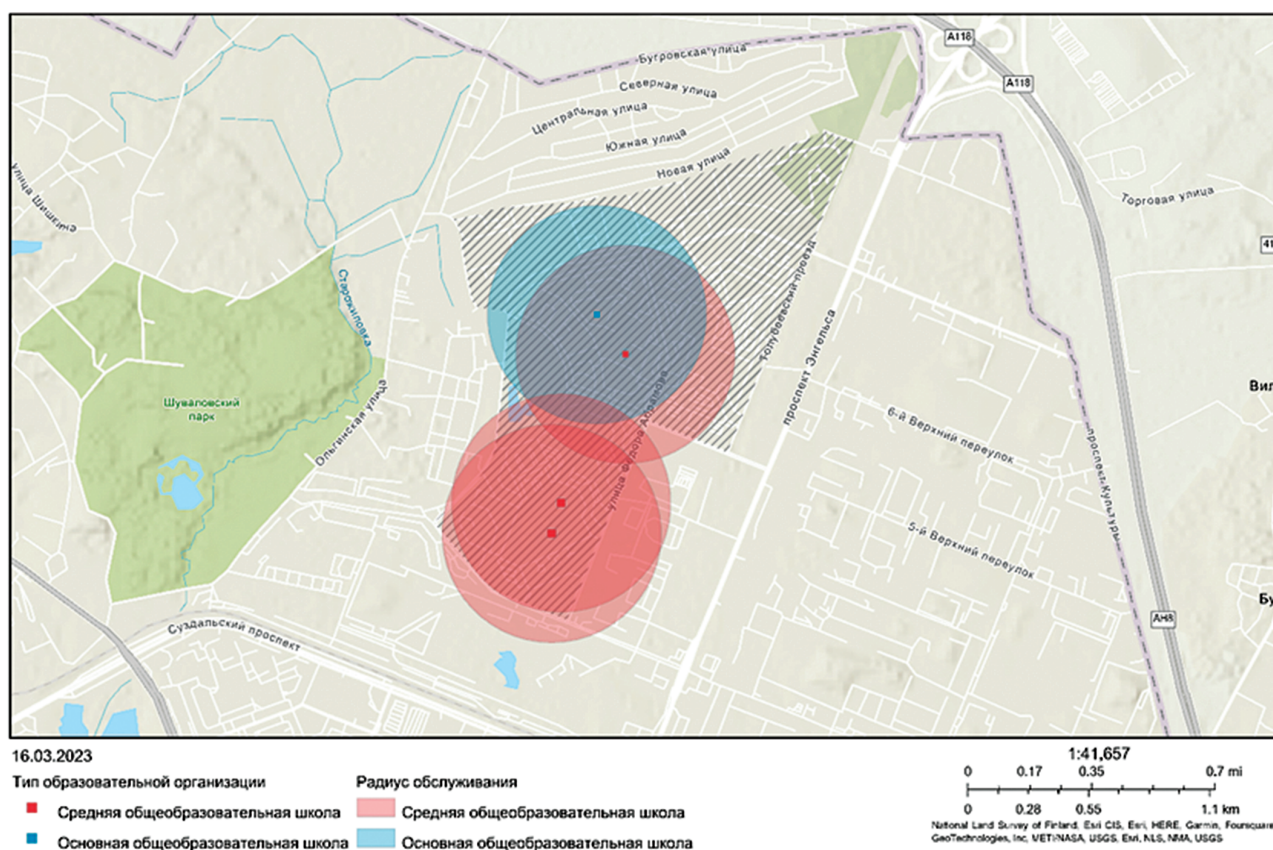 Бугровская улица
А118
Северная улица
А118
Центральная улица
Южная улица
Новая улица
улица Шишкина
Торговая улица
41
Старожиловка
Голубеевский проезд
проспект Энгельса
Ольгинская улица
улица Фёдора Абрамова
Шуваловский
парк
Вил
6-й Верхний переулок
проспект Культуры
5-й Верхний переулок
Бу
АН8
Суздальский проспект
16.03.2023
Тип образовательной организации
Средняя общеобразовательная школа
Основная общеобразовательная школа
Радиус обслуживания
Средняя общеобразовательная школа
Основная общеобразовательная школа
1:41,657
0 0.17 0.35 0.7 mi
0 0.28 0.55 1.1 km
National Land Survey of Finland, Esri CIS, Esri, HERE, Garmin, Foursquare
GeoTechnologies, Inc, METI/NASA, USGS, Esri, NLS, NMA, USGS